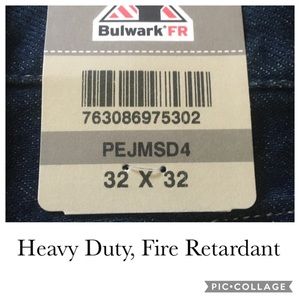 Bulwark FR
763086975302
PEJMSD4
32 X 32
Heavy Duty, Fire Retardant
PIC•COLLAGE